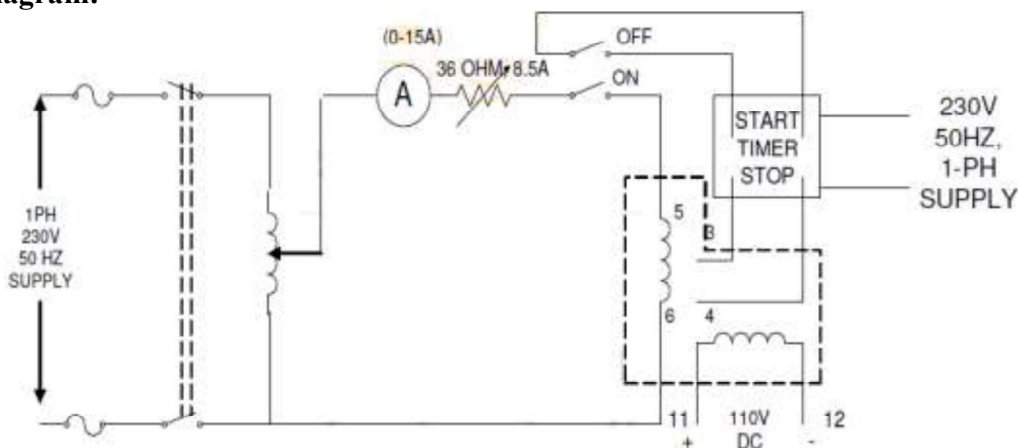 (0-15A)
36 OHM, 8.5A
A
OFF
ON
START
TIMER
STOP
230V
50HZ,
1-PH
SUPPLY
1PH
230V
50 HZ
SUPPLY
5
3
6
4
11
110V
12
+
DC
-